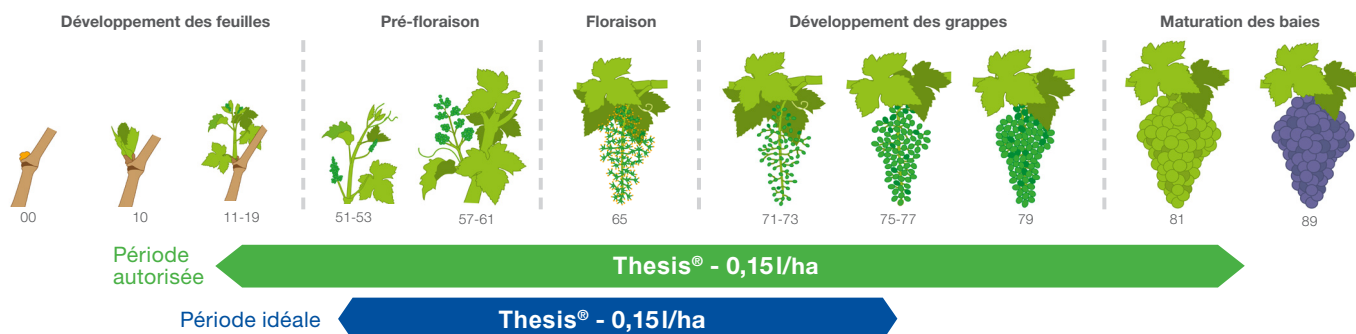 Développement des feuilles
Pré-floraison
Floraison
Développement des grappes
Maturation des baies
00
10
11-19
51-53
57-61
65
71-73
75-77
79
81
89
Période
autorisée
Thesis® - 0,15 l/ha
Période idéale
Thesis® - 0,15 l/ha